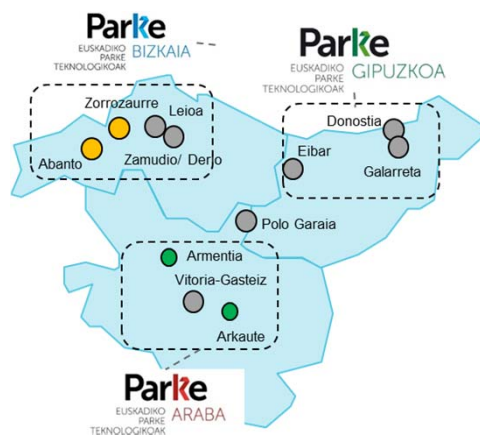 Parke
EUSKADIKO
PARKE
TEKNOLOGIKOAK
BIZKAIA
Parke
EUSKADIKO
PARKE
TEKNOLOGIKOAK
GIPUZKOA
Zorrozaurre
Leioa
Abanto
Zamudio/ Derio
Donostia
Eibar
Galarreta
Polo Garaia
Armentia
Vitoria-Gasteiz
Arkaute
Parke
EUSKADIKO
PARKE
TEKNOLOGIKOAK
ARABA